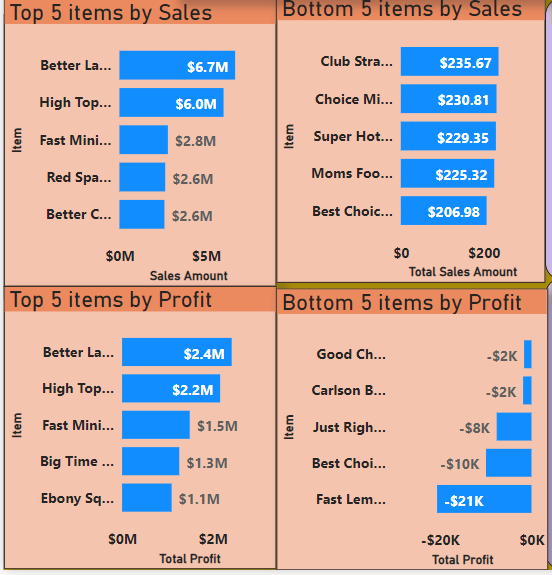 Top 5 items by Sales
Item
Better La... $6.7M
High Top... $6.0M
Fast Mini... $2.8M
Red Spa... $2.6M
Better C... $2.6M
$0M $5M
Sales Amount
Bottom 5 items by Sales
Item
Club Stra... $235.67
Choice Mi... $230.81
Super Hot... $229.35
Moms Foo... $225.32
Best Choic... $206.98
$0 $200
Total Sales Amount
Top 5 items by Profit
Item
Better La... $2.4M
High Top... $2.2M
Fast Mini... $1.5M
Big Time ... $1.3M
Ebony Sq... $1.1M
$0M $2M
Total Profit
Bottom 5 items by Profit
Item
Good Ch... -$2K
Carlson B... -$2K
Just Righ... -$8K
Best Choi... -$10K
Fast Lem... -$21K
-$20K $0K
Total Profit